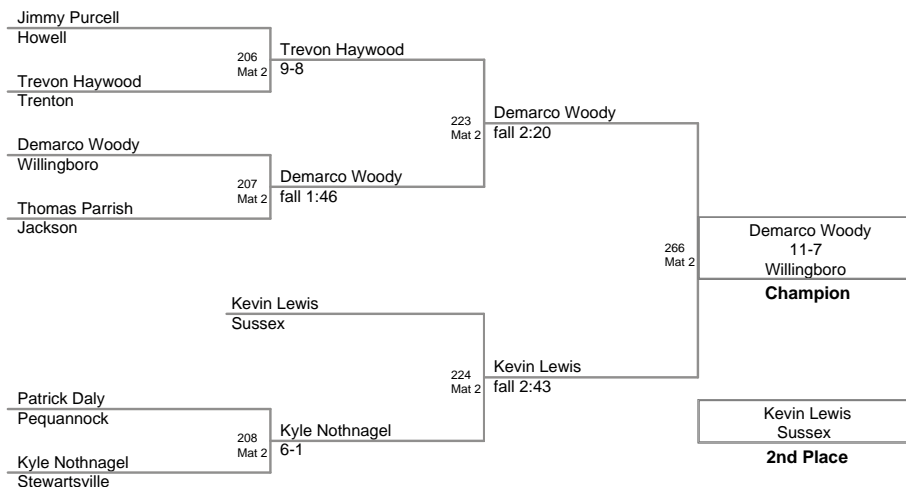 Jimmy Purcell
Howell
206
Mat 2
Trevon Haywood
9-8
Trevon Haywood
Trenton
223
Mat 2
Demarco Woody
fall 2:20
Demarco Woody
Willingboro
207
Mat 2
Demarco Woody
fall 1:46
Thomas Parrish
Jackson
266
Mat 2
Demarco Woody
11-7
Willingboro
Champion
Kevin Lewis
Sussex
224
Mat 2
Kevin Lewis
fall 2:43
Patrick Daly
Pequannock
208
Mat 2
Kyle Nothnagel
6-1
Kyle Nothnagel
Stewartsville
Kevin Lewis
Sussex
2nd Place